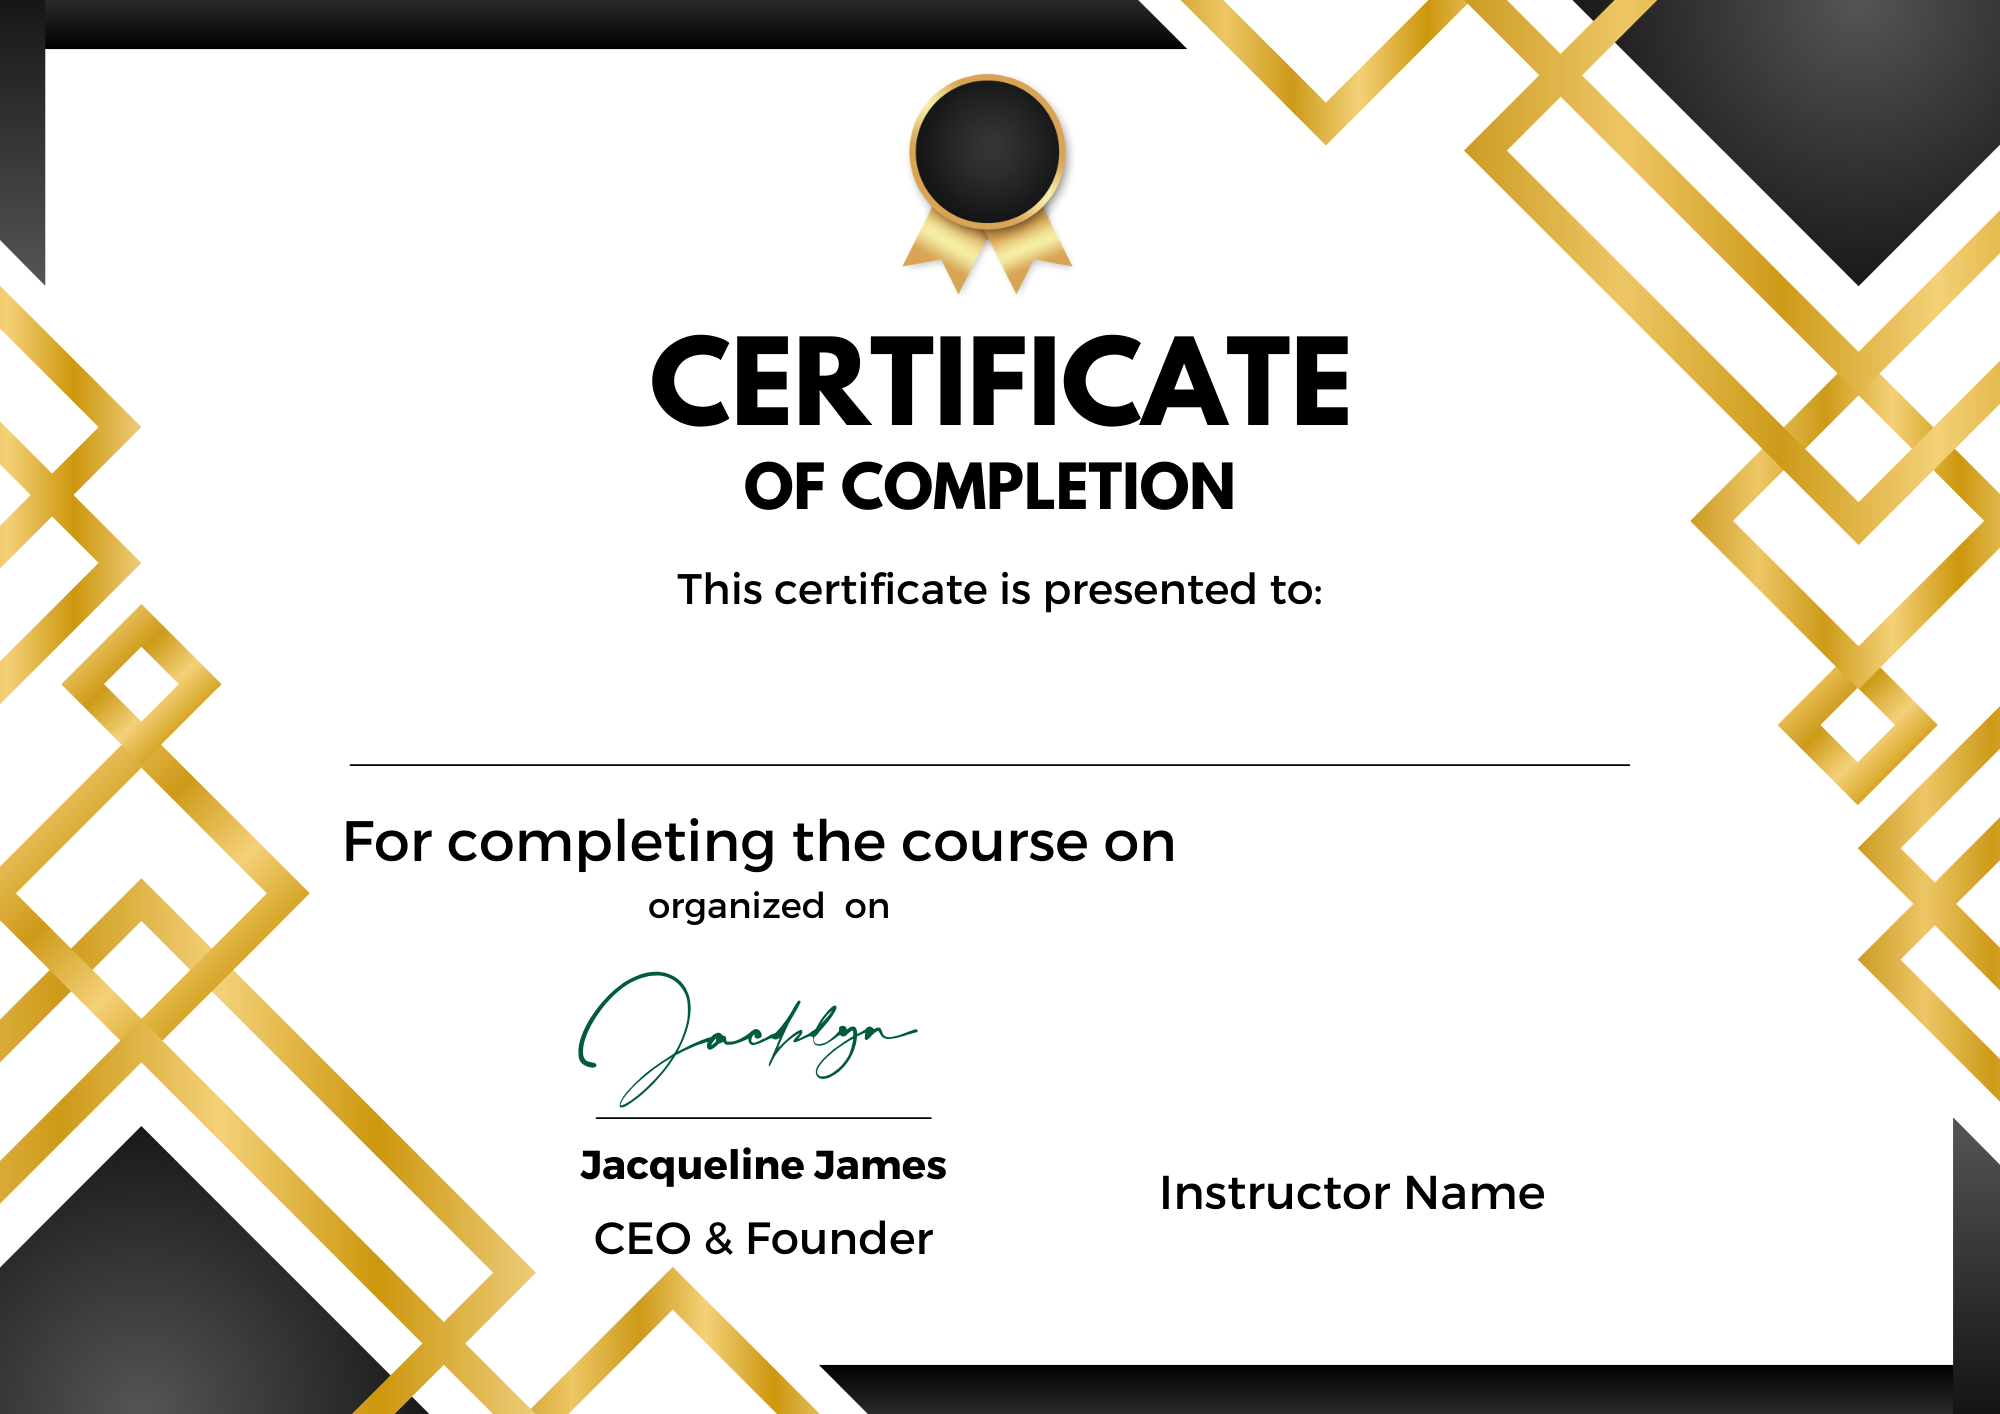 CERTIFICATE
OF COMPLETION
This certificate is presented to:
For completing the course on
organized on
Jacklyn
Jacqueline James
CEO & Founder
Instructor Name